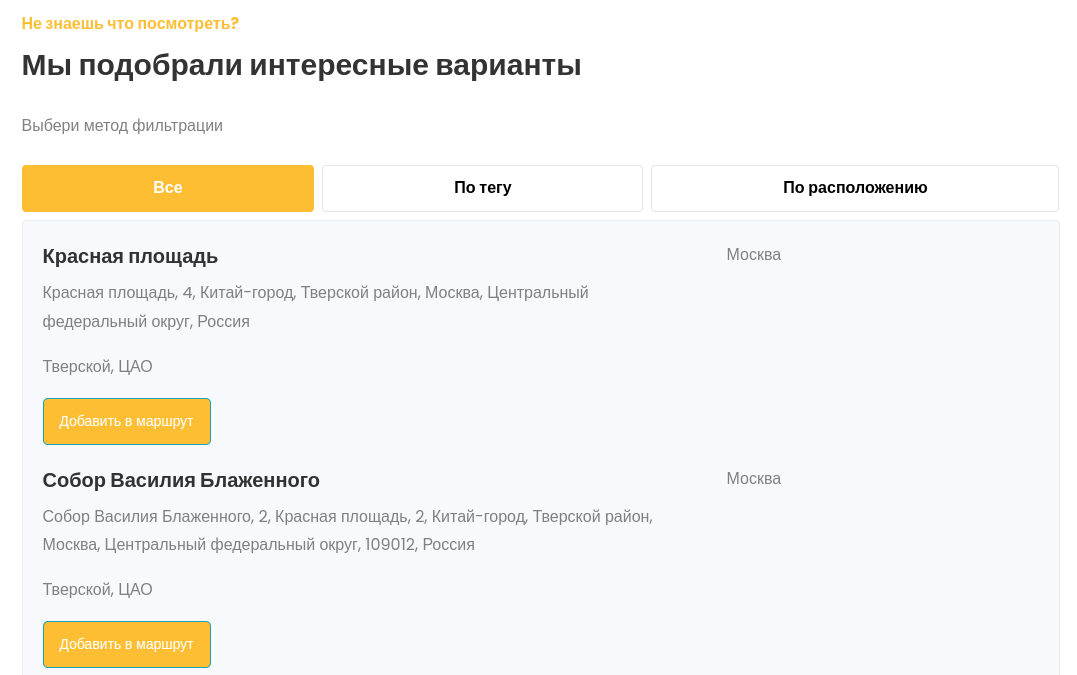 Не знаешь что посмотреть?
Мы подобрали интересные варианты
Выбери метод фильтрации
Все
По тегу
По расположению
Красная площадь
Москва
Красная площадь, 4, Китай-город, Тверской район, Москва, Центральный
федеральный округ, Россия
Тверской, ЦАО
Добавить в маршрут
Собор Василия Блаженного
Москва
Собор Василия Блаженного, 2, Красная площадь, 2, Китай-город, Тверской район,
Москва, Центральный федеральный округ, 109012, Россия
Тверской, ЦАО
Добавить в маршрут